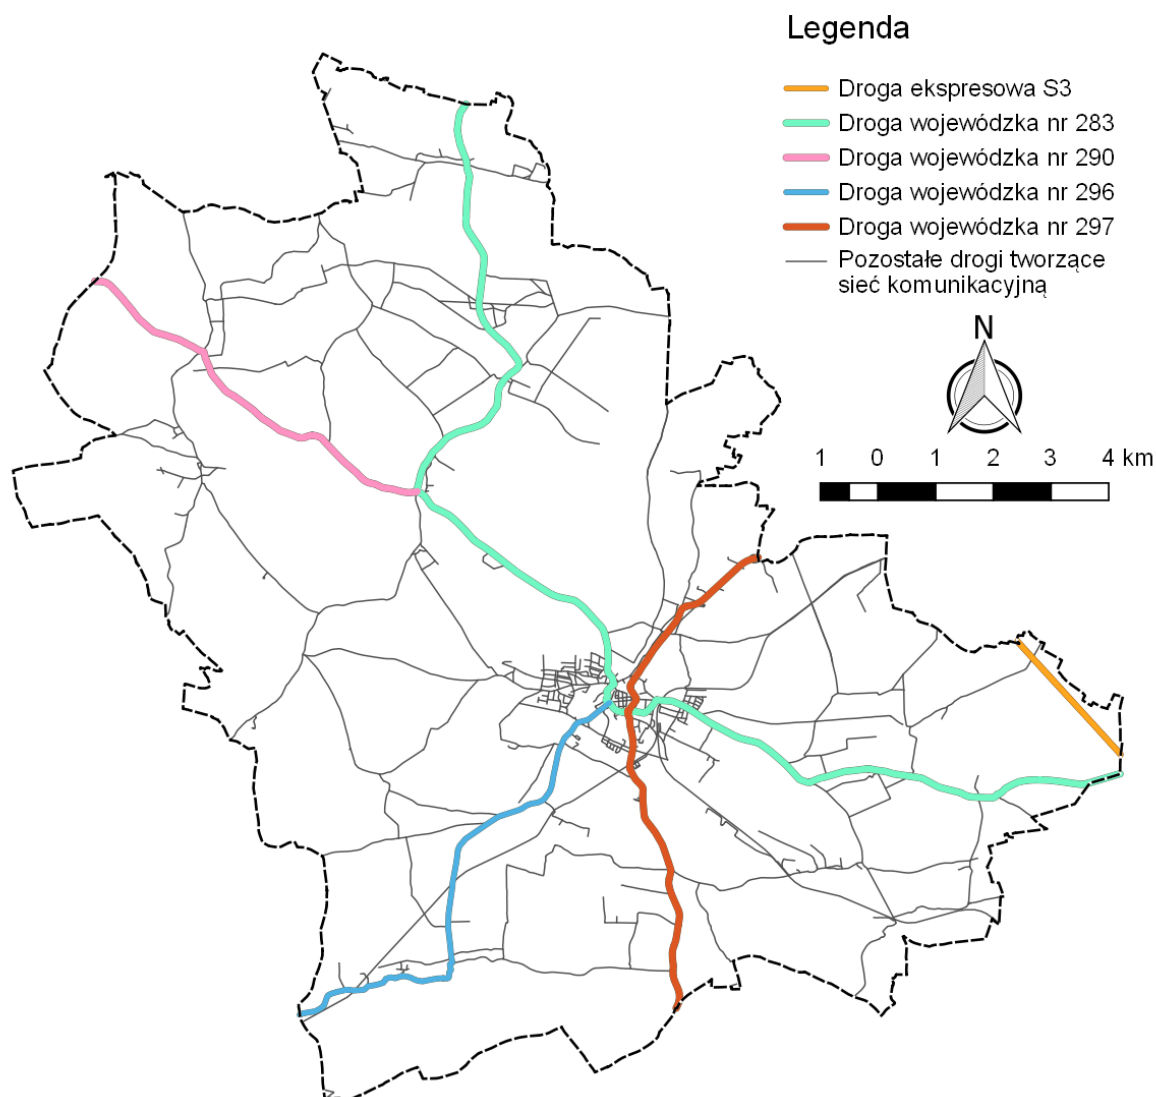 Legenda
Droga ekspresowa S3
Droga wojewódzka nr 283
Droga wojewódzka nr 290
Droga wojewódzka nr 296
Droga wojewódzka nr 297
Pozostałe drogi tworzące
sieć komunikacyjną
N
1 0 1 2 3 4 km